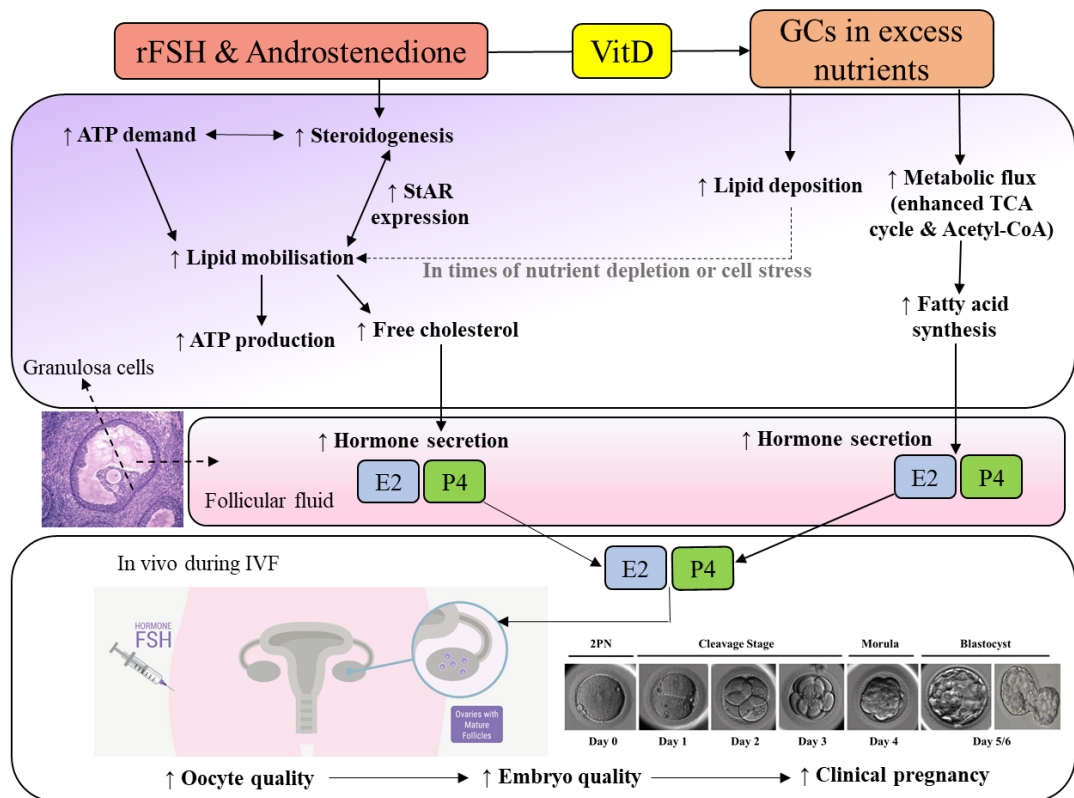 rFSH & Androstenedione
VitD
GCs in excess
nutrients
↑ ATP demand
↑ Steroidogenesis
↑ StAR
expression
↑ Lipid deposition
↑ Metabolic flux
(enhanced TCA
cycle & Acetyl-CoA)
↑ Lipid mobilisation
In times of nutrient depletion or cell stress
↑ ATP production
↑ Free cholesterol
↑ Fatty acid
synthesis
Granulosa cells
↑ Hormone secretion
E2 P4
↑ Hormone secretion
E2 P4
Follicular fluid
In vivo during IVF
E2 P4
HORMONE
FSH
Ovaries with
Mature
Follicles
2PN Cleavage Stage Morula Blastocyst
Day 0 Day 1 Day 2 Day 3 Day 4 Day 5/6
↑ Oocyte quality ↑ Embryo quality ↑ Clinical pregnancy